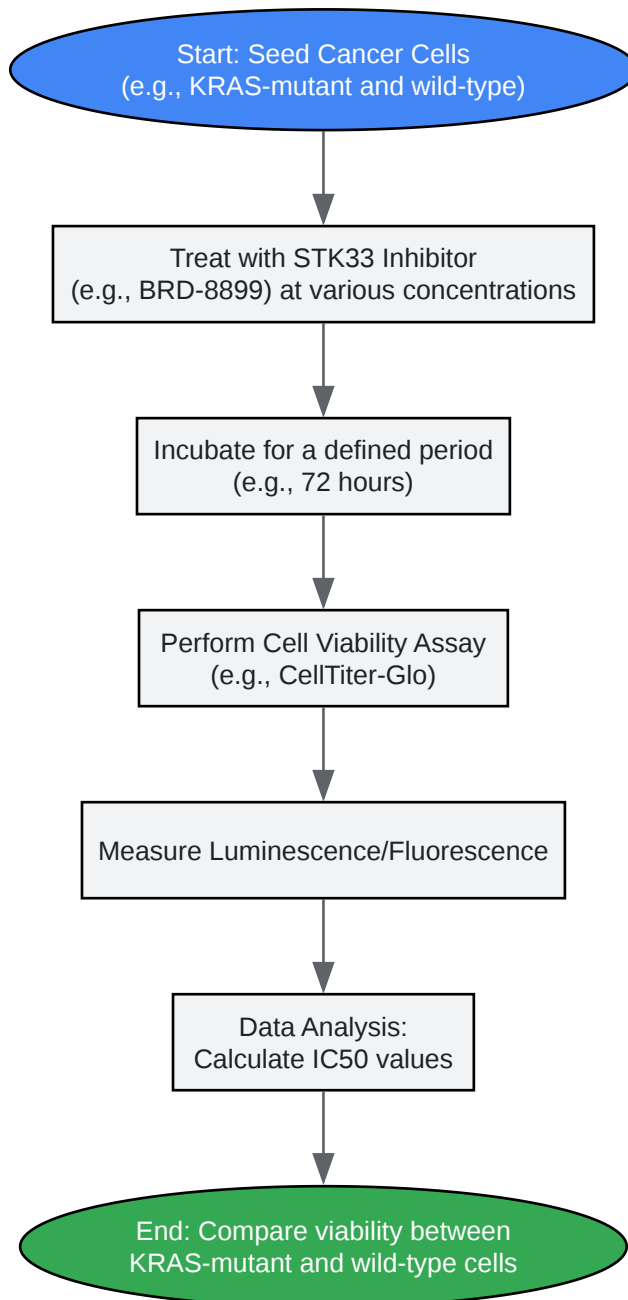 Start: Seed Cancer Cells
(e.g., KRAS-mutant and wild-type)
Treat with STK33 Inhibitor
(e.g., BRD-8899) at various concentrations
Incubate for a defined period
(e.g., 72 hours)
Perform Cell Viability Assay
(e.g., CellTiter-Glo)
Measure Luminescence/Fluorescence
Data Analysis:
Calculate IC50 values
End: Compare viability between
KRAS-mutant and wild-type cells